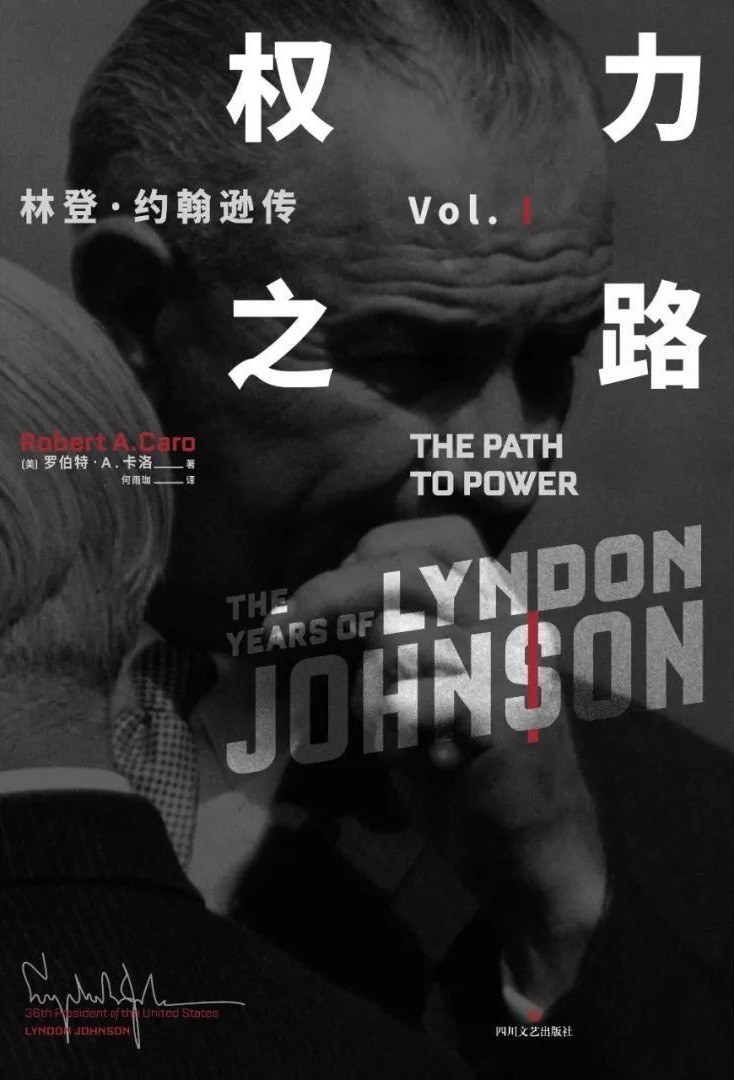 权 力
林登·约翰逊传 Vol. I
之 路
Robert A.Caro
[美] 罗伯特·A.卡洛 著
何雨珈 译
THE PATH
TO POWER
THE
YEARS OF LYNDON
JOHNSON
36th President of the United States
LYNDON JOHNSON
四川文艺出版社